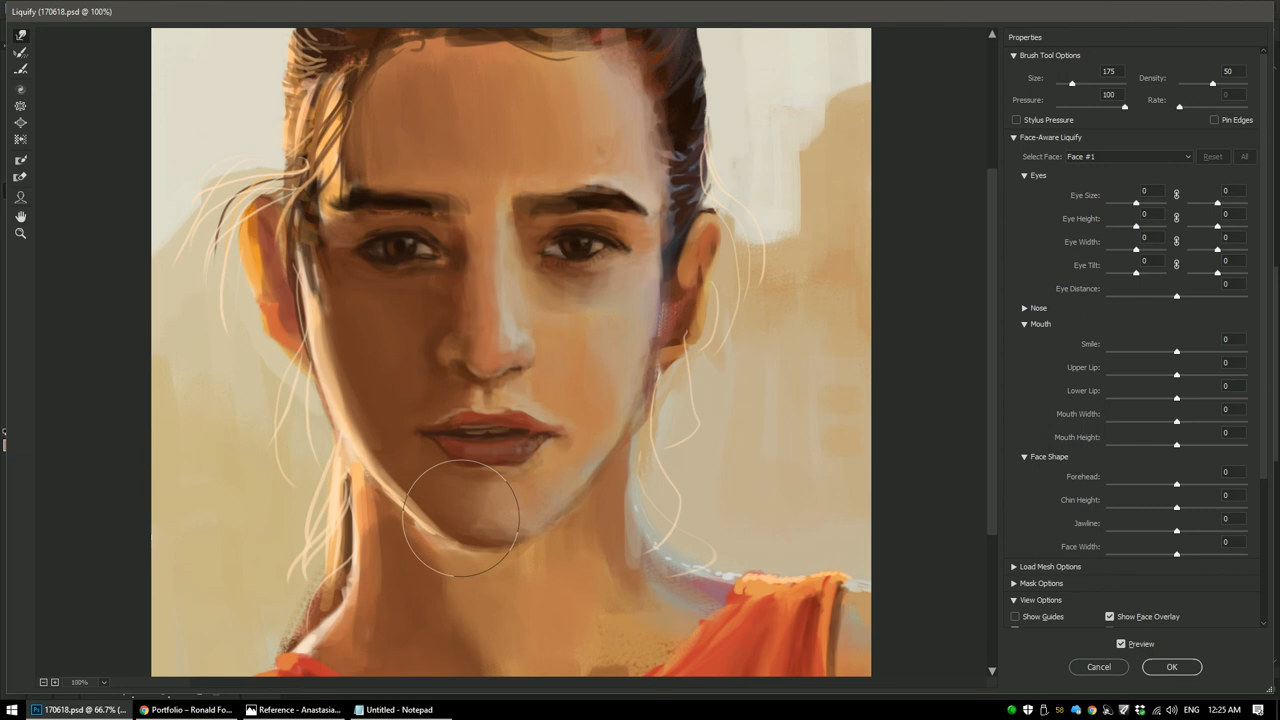 Liquify (170618.psd @ 100%)
Properties
Brush Tool Options
Size: 175 Density: 50
Pressure: 100 Rate: 0
Stylus Pressure Pin Edges
Face-Aware Liquify
Select Face: Face #1 Reset All
Eyes
Eye Size: 0 0
Eye Height: 0 0
Eye Width: 0 0
Eye Tilt: 0 0
Eye Distance: 0
Nose
Mouth
Smile: 0
Upper Lip: 0
Lower Lip: 0
Mouth Width: 0
Mouth Height: 0
Face Shape
Forehead: 0
Chin Height: 0
Jawline: 0
Face Width: 0
Load Mesh Options
Mask Options
View Options
Show Guides Show Face Overlay
Preview
Cancel OK
100%
170618.psd @ 66.7% (... Portfolio – Ronald Fo... Reference - Anastasia... Untitled - Notepad 58 ENG 12:25 AM